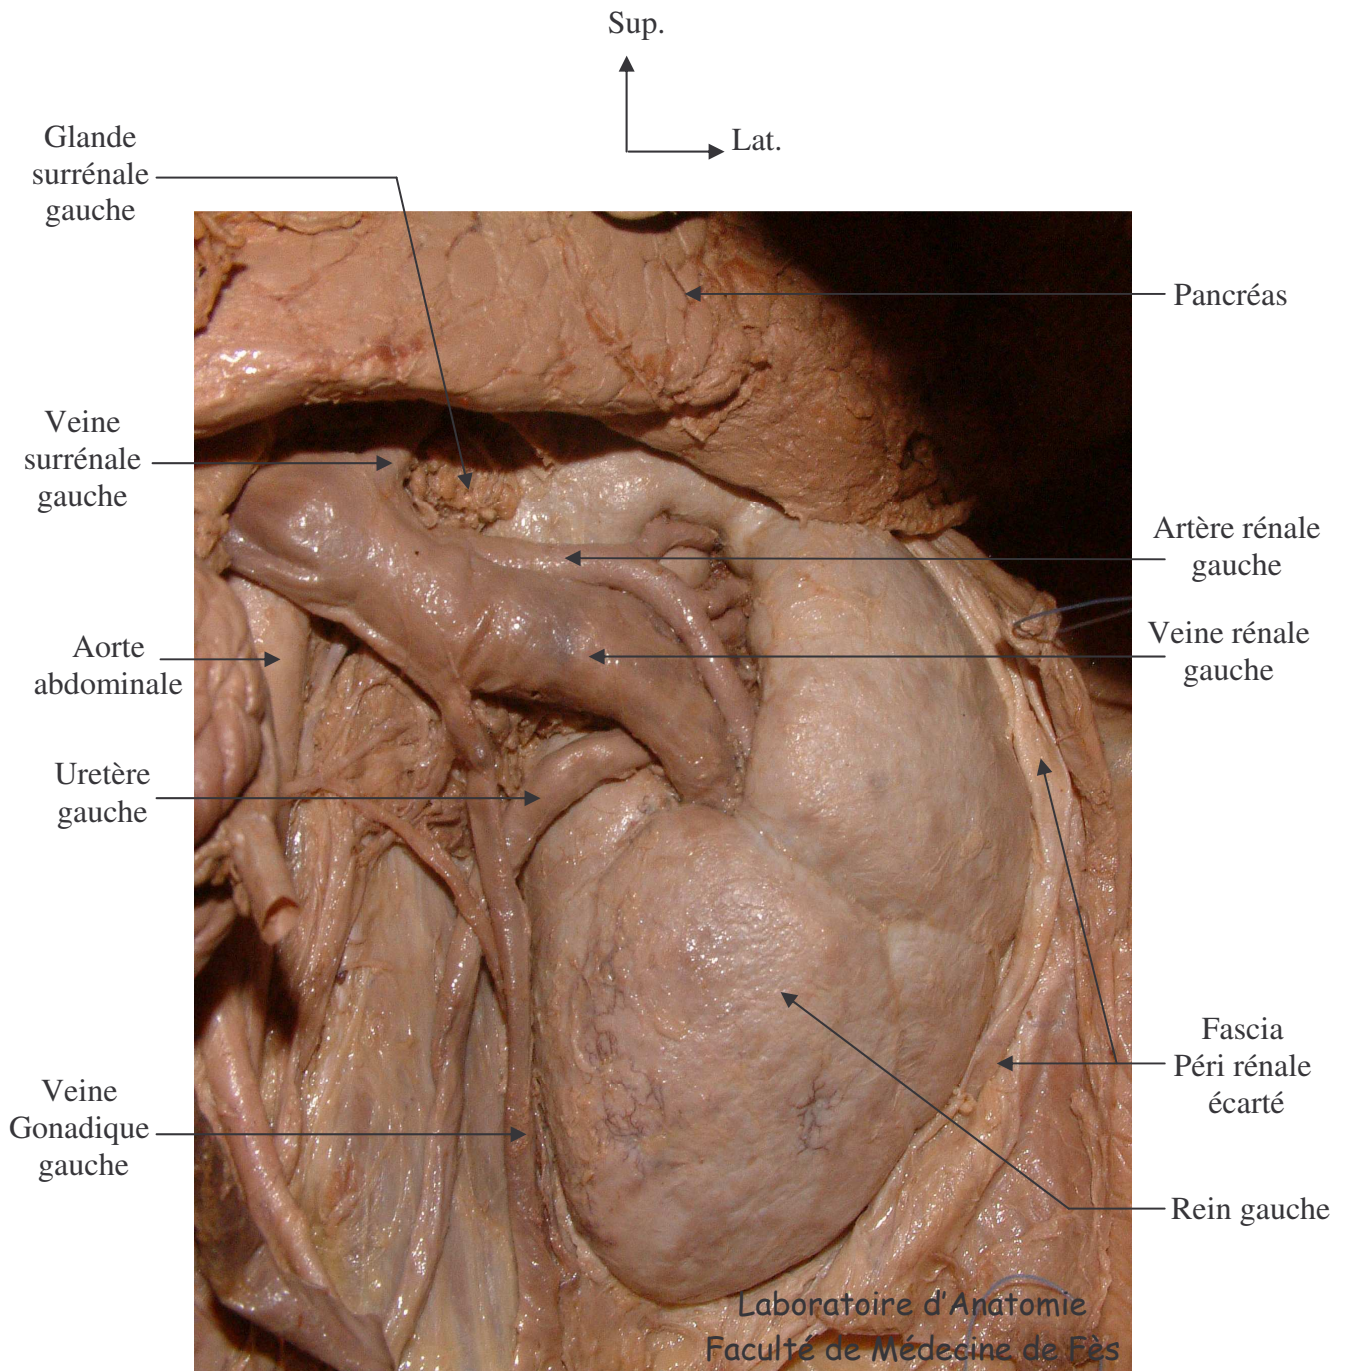 Sup.
Lat.
Glande
surrénale
gauche
Pancréas
Veine
surrénale
gauche
Artère rénale
gauche
Veine rénale
gauche
Aorte
abdominale
Uretère
gauche
Fascia
Péri rénale
écarté
Veine
Gonadique
gauche
Rein gauche
Laboratoire d'Anatomie
Faculté de Médecine de Fès